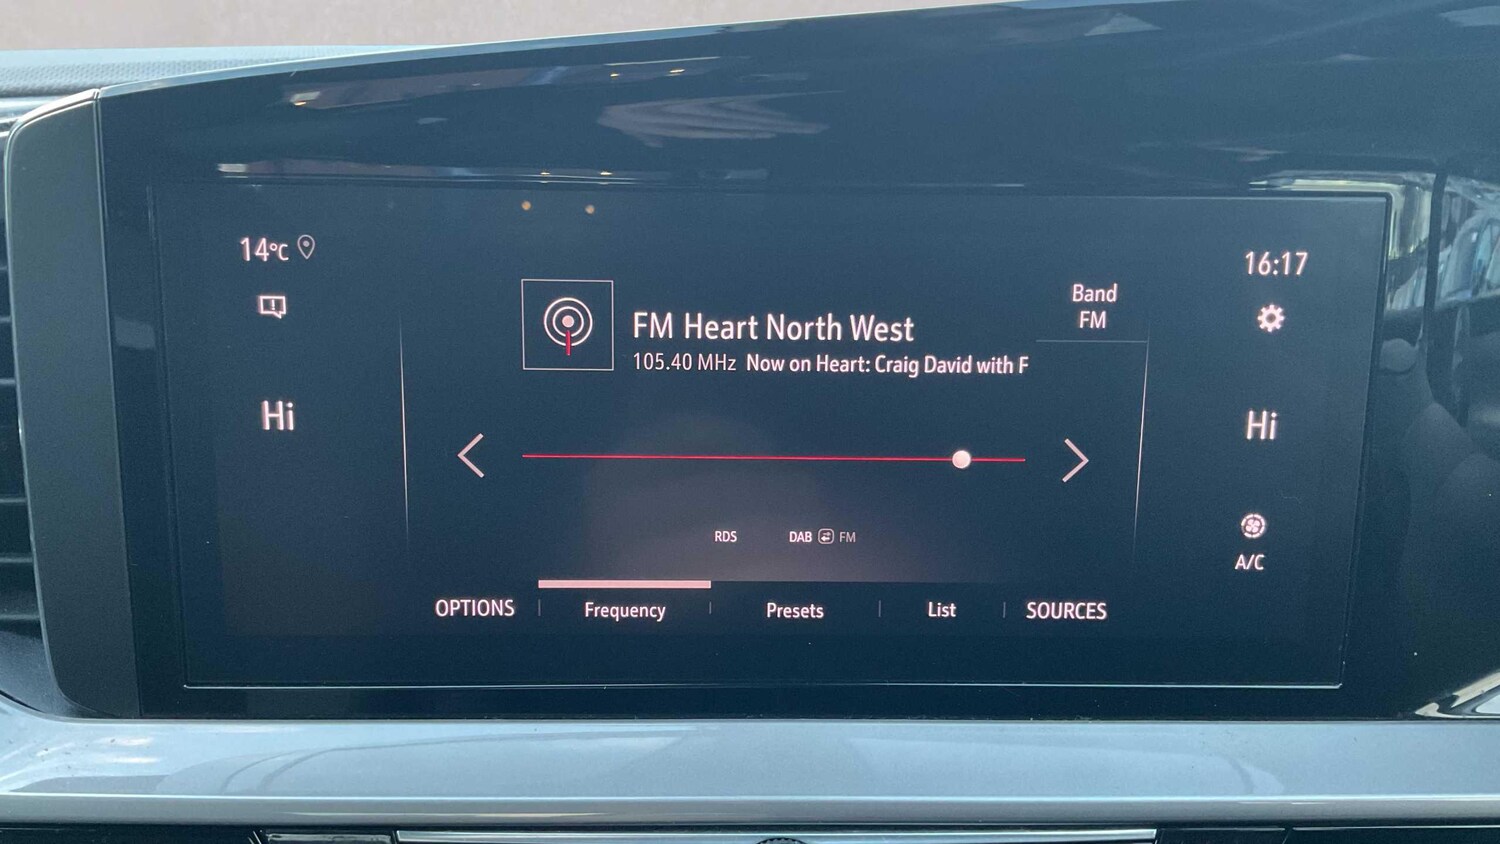 14°C
16:17
Band
FM
FM Heart North West
105.40 MHz Now on Heart: Craig David with F
Hi
Hi
RDS
DAB FM
A/C
OPTIONS
Frequency
Presets
List
SOURCES